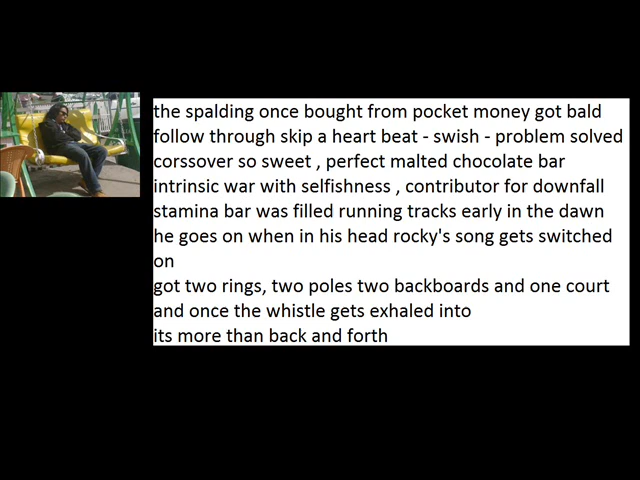 the spalding once bought from pocket money got bald
follow through skip a heart beat - swish - problem solved
corssover so sweet , perfect malted chocolate bar
intrinsic war with selfishness , contributor for downfall
stamina bar was filled running tracks early in the dawn
he goes on when in his head rocky's song gets switched
on
got two rings, two poles two backboards and one court
and once the whistle gets exhaled into
its more than back and forth